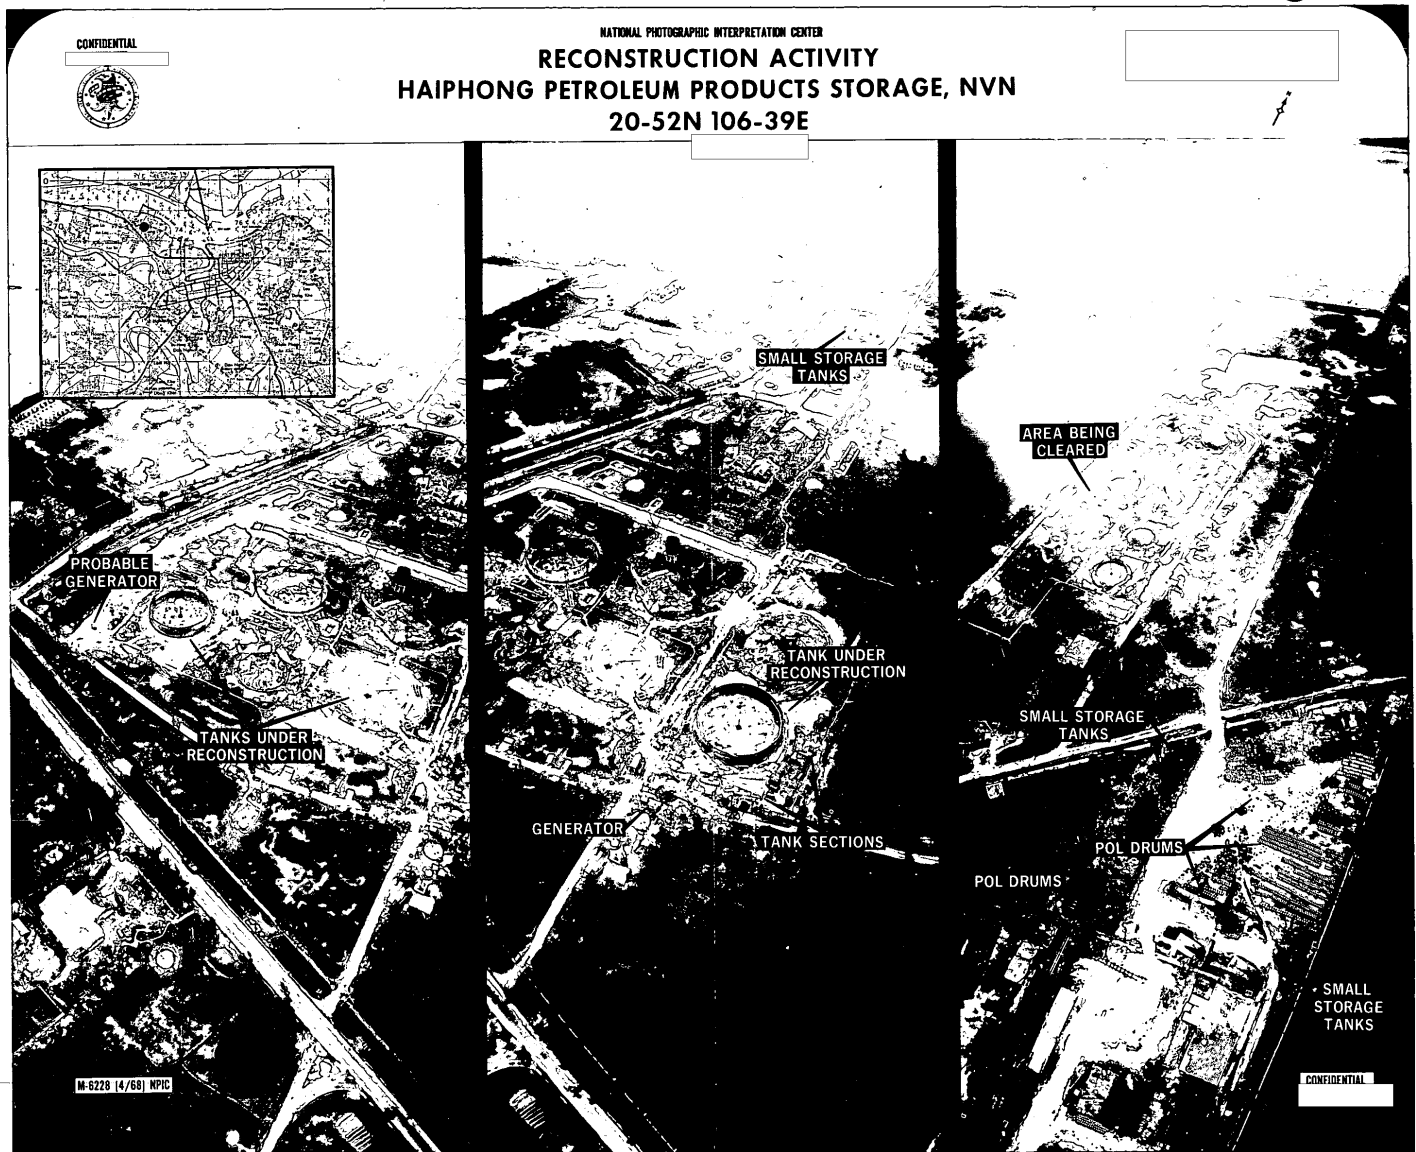 CONFIDENTIAL
NATIONAL PHOTOGRAPHIC INTERPRETATION CENTER
RECONSTRUCTION ACTIVITY
HAIPHONG PETROLEUM PRODUCTS STORAGE, NVN
20-52N 106-39E
PROBABLE
GENERATOR
TANKS UNDER
RECONSTRUCTION
M-6228 [4/68] NPIC
SMALL STORAGE
TANKS
TANK UNDER
RECONSTRUCTION
GENERATOR
TANK SECTIONS
AREA BEING
CLEARED
SMALL STORAGE
TANKS
POL DRUMS
POL DRUMS
SMALL
STORAGE
TANKS
CONFIDENTIAL